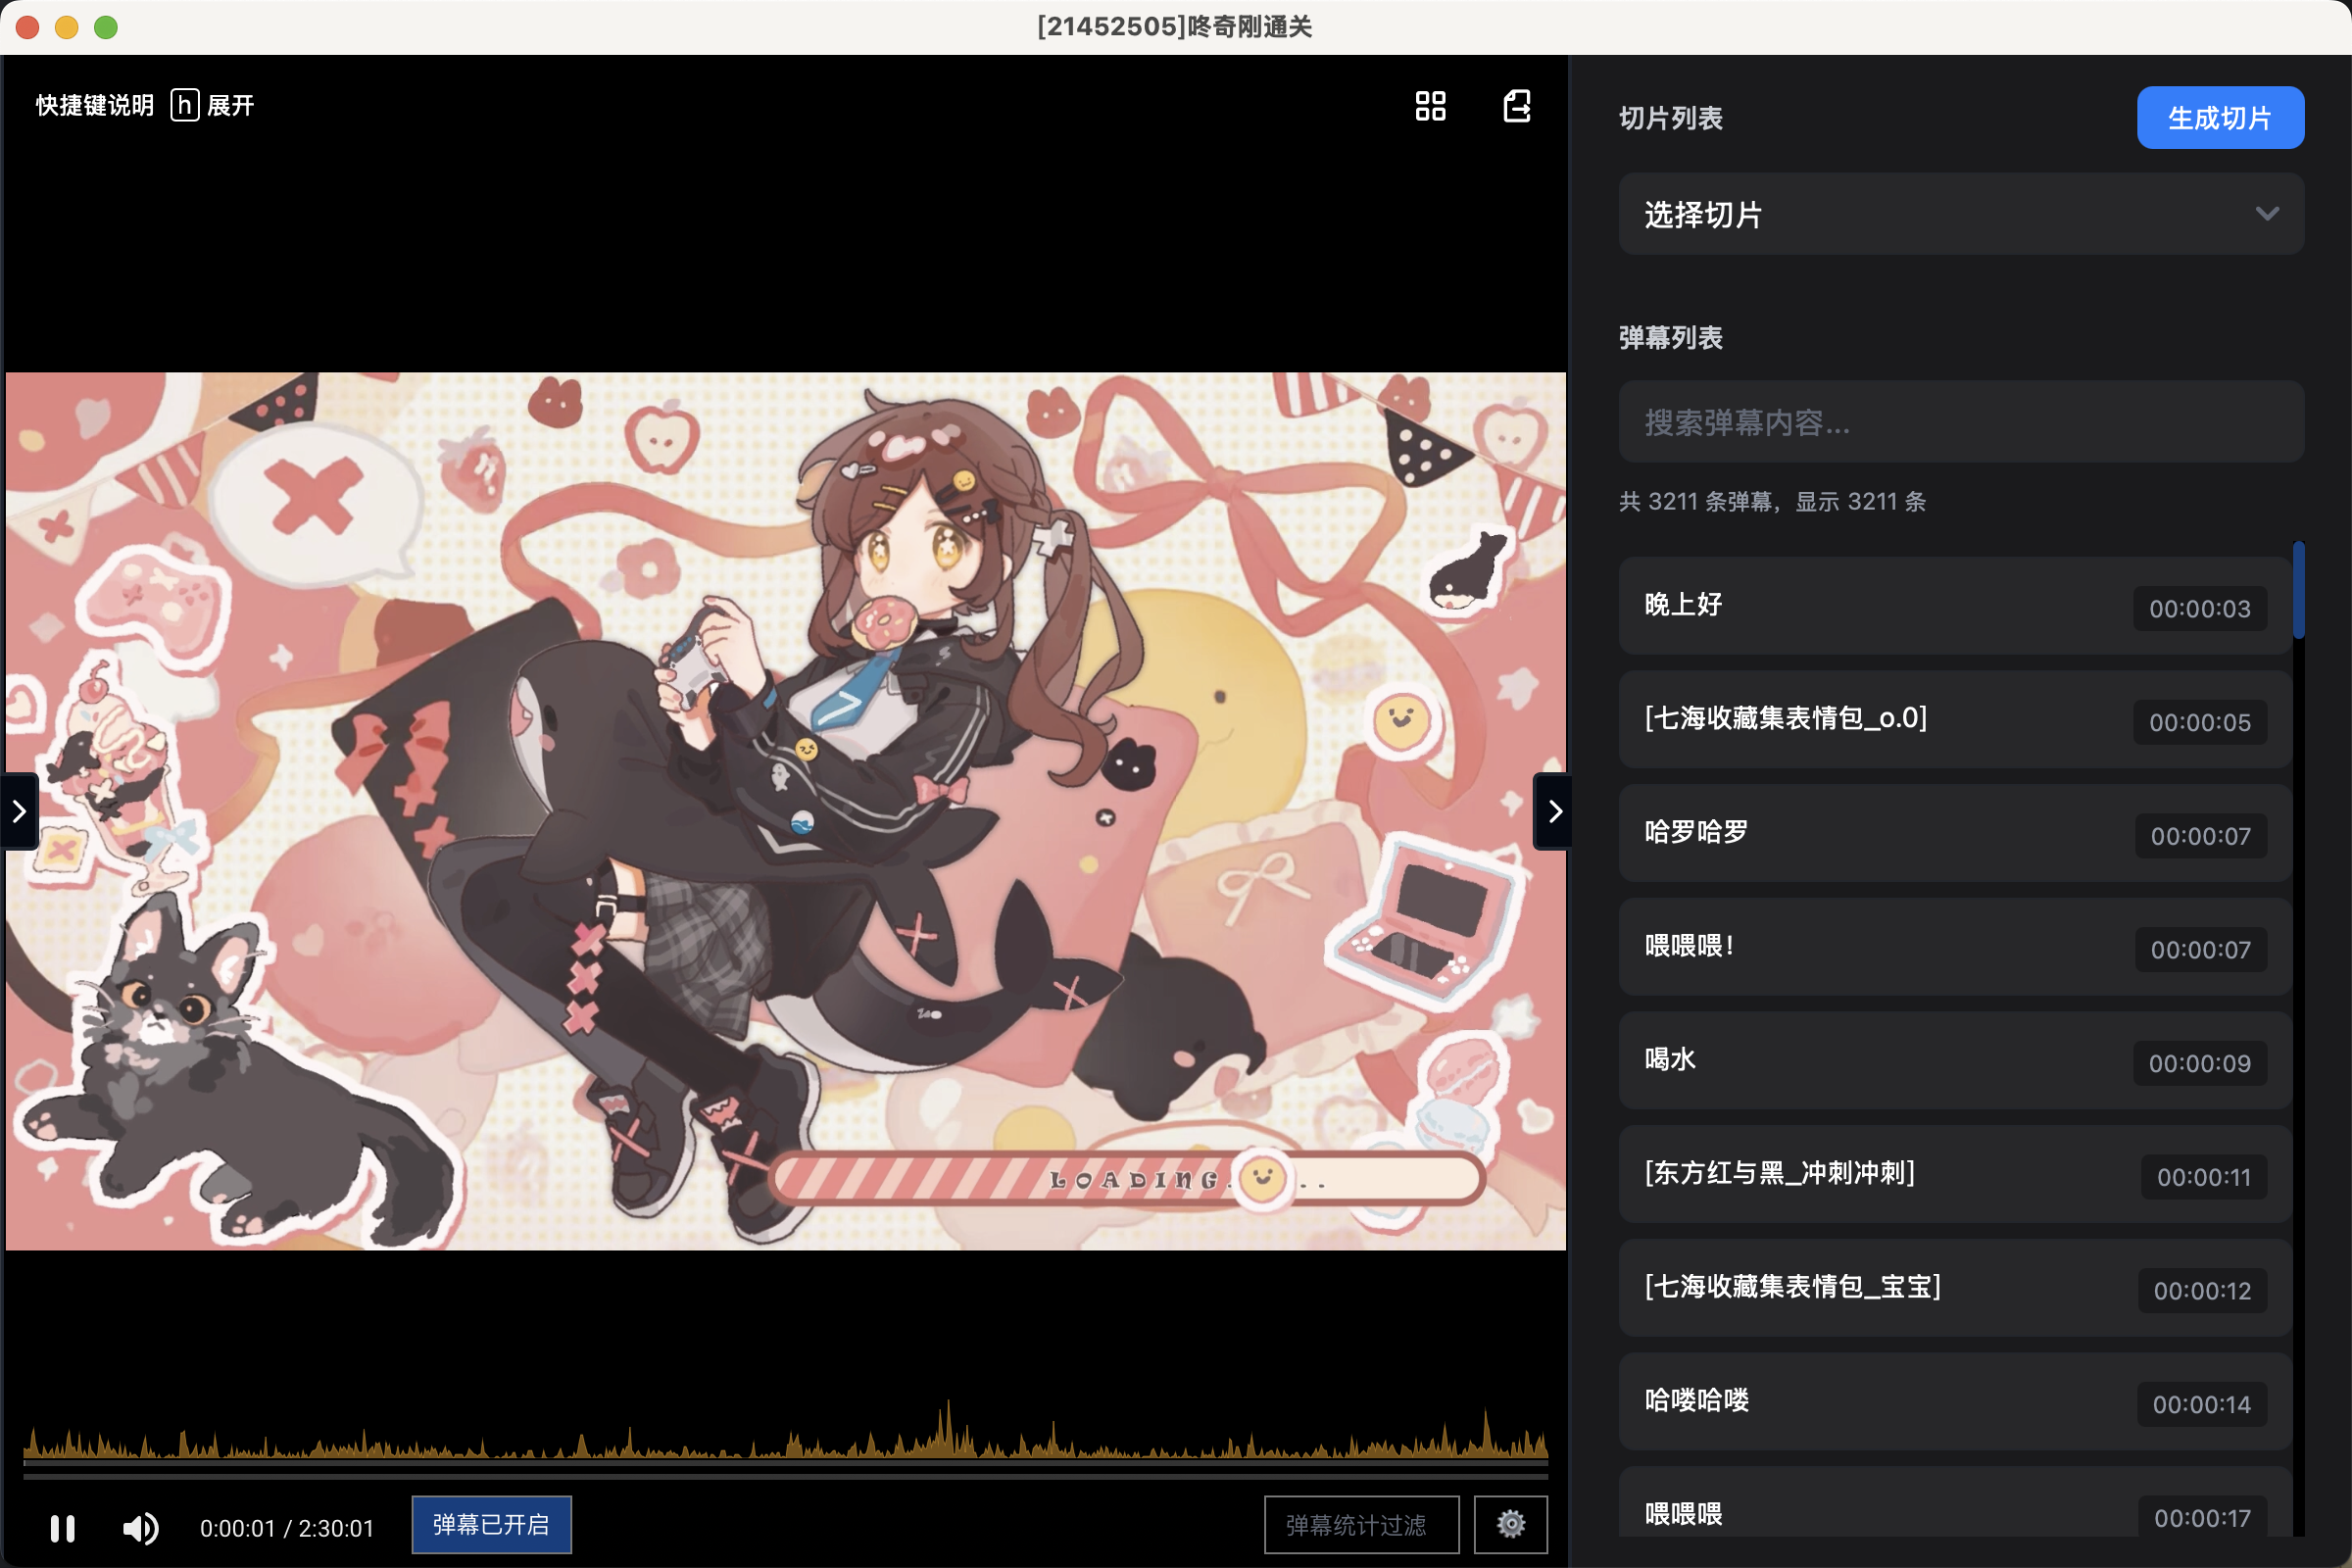 [21452505]咚奇刚通关
快捷键说明 h 展开
LOADING...
0:00:01 / 2:30:01
弹幕已开启
弹幕统计过滤
切片列表
生成切片
选择切片
弹幕列表
搜索弹幕内容...
共 3211 条弹幕，显示 3211 条
晚上好 00:00:03
[七海收藏集表情包_o.0] 00:00:05
哈罗哈罗 00:00:07
喂喂喂！ 00:00:07
喝水 00:00:09
[东方红与黑_冲刺冲刺] 00:00:11
[七海收藏集表情包_宝宝] 00:00:12
哈喽哈喽 00:00:14
喂喂喂 00:00:17